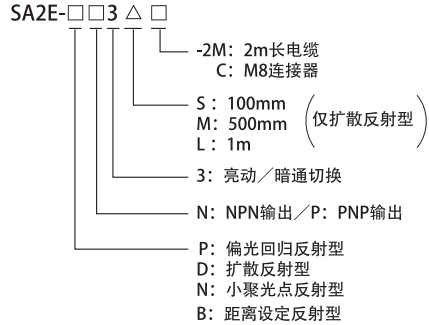 SA2E-□□3△□
-2M：2m长电缆
C：M8连接器
S：100mm
M：500mm
L：1m
（仅扩散反射型）
3：亮动／暗通切换
N：NPN输出／P：PNP输出
P：偏光回归反射型
D：扩散反射型
N：小聚光点反射型
B：距离设定反射型